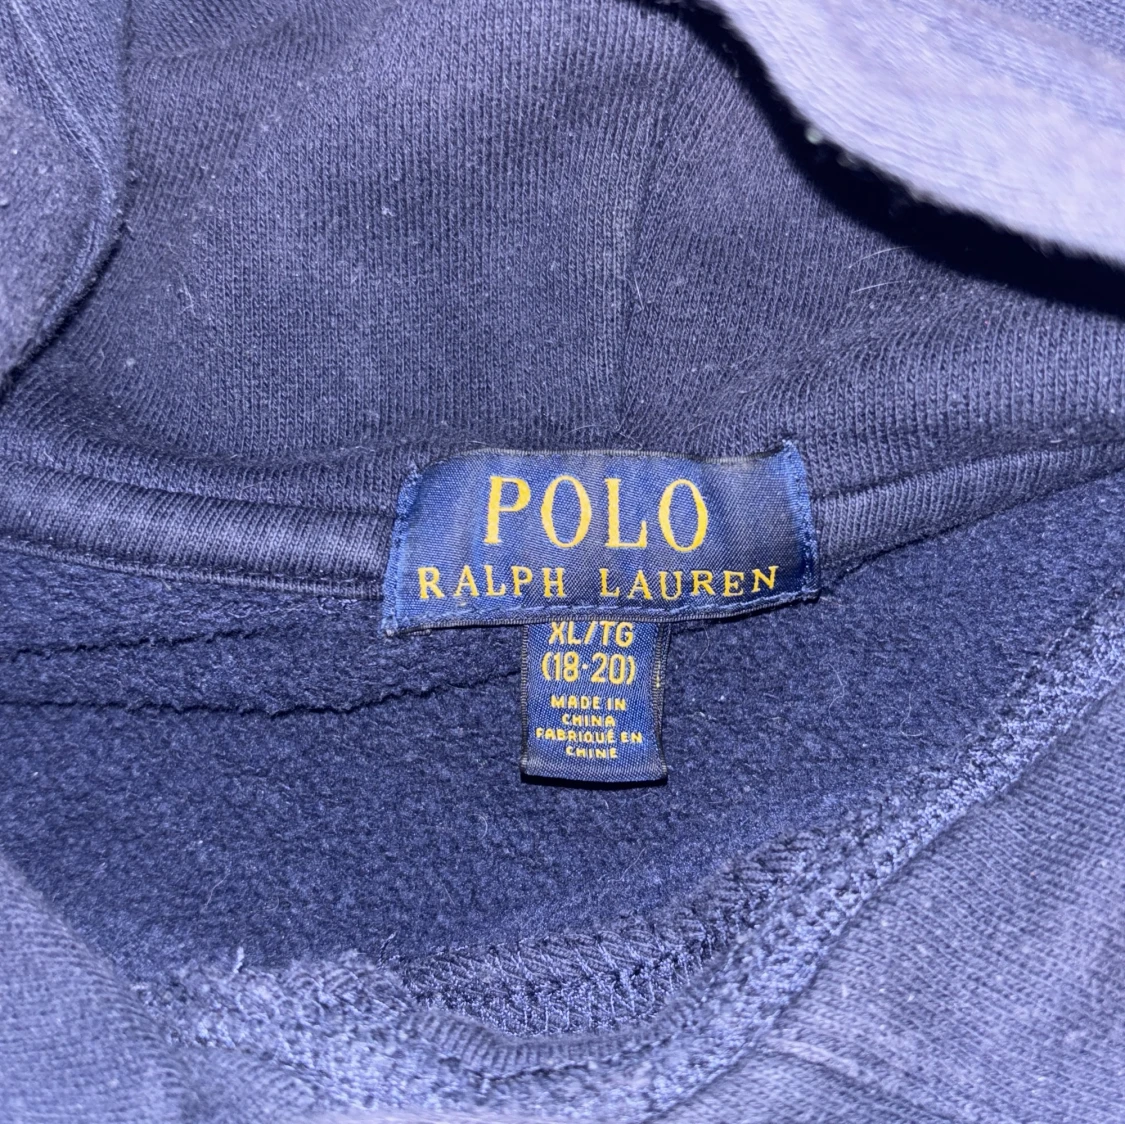 POLO
RALPH LAUREN
XL/TG
(18-20)
MADE IN
CHINA
FABRIQUÉ EN
CHINE